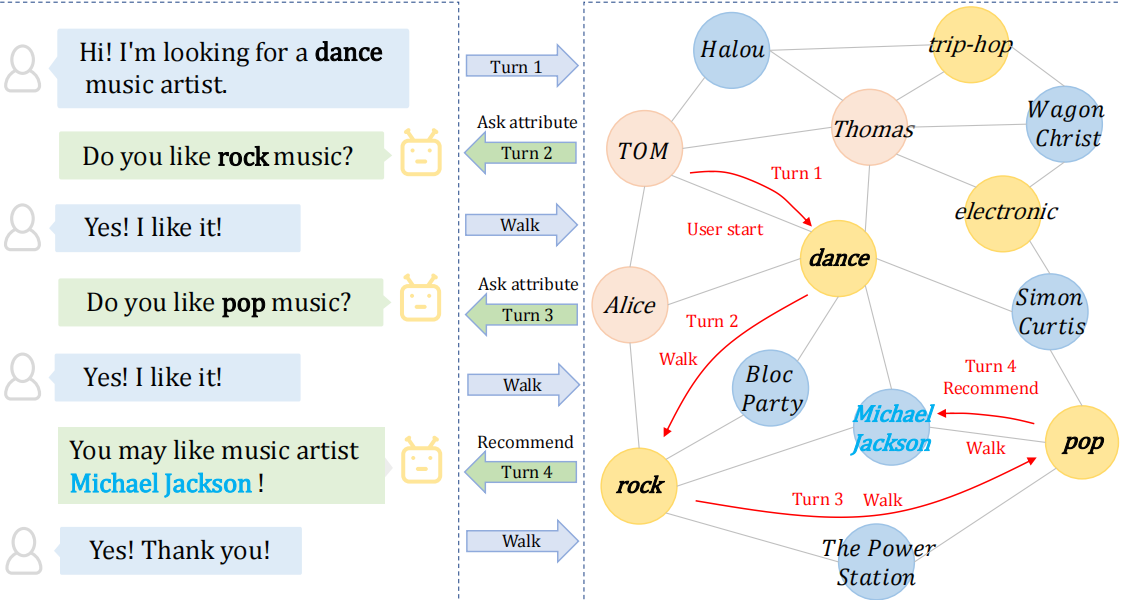 Hi! I'm looking for a dance
music artist.
Do you like rock music?
Yes! I like it!
Do you like pop music?
Yes! I like it!
You may like music artist
Michael Jackson !
Yes! Thank you!
Turn 1
Ask attribute
Turn 2
Walk
Ask attribute
Turn 3
Walk
Recommend
Turn 4
Walk
Halou
trip-hop
Wagon
Christ
Thomas
TOM
Turn 1
User start
electronic
dance
Alice
Simon
Curtis
Turn 2
Walk
Bloc
Party
Turn 4
Recommend
Michael
Jackson
Walk
pop
rock
Turn 3 Walk
The Power
Station